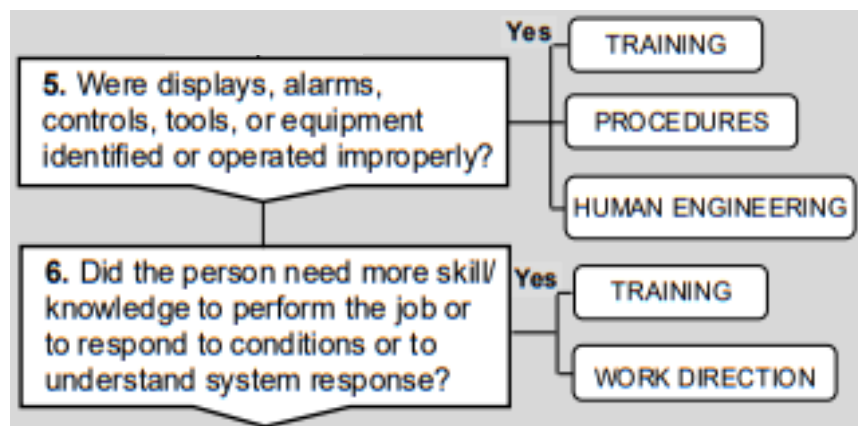 Yes
TRAINING
5. Were displays, alarms,
controls, tools, or equipment
identified or operated improperly?
PROCEDURES
HUMAN ENGINEERING
6. Did the person need more skill/
knowledge to perform the job or
to respond to conditions or to
understand system response?
Yes
TRAINING
WORK DIRECTION